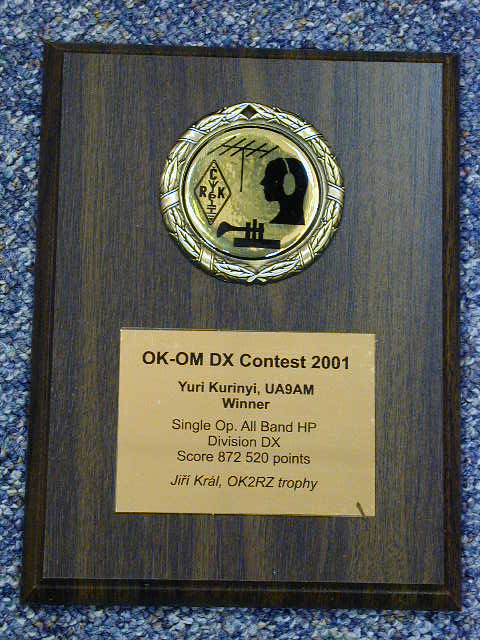 Č
R K
OK-OM DX Contest 2001
Yuri Kurinyi, UA9AM
Winner
Single Op. All Band HP
Division DX
Score 872 520 points
Jiří Král, OK2RZ trophy